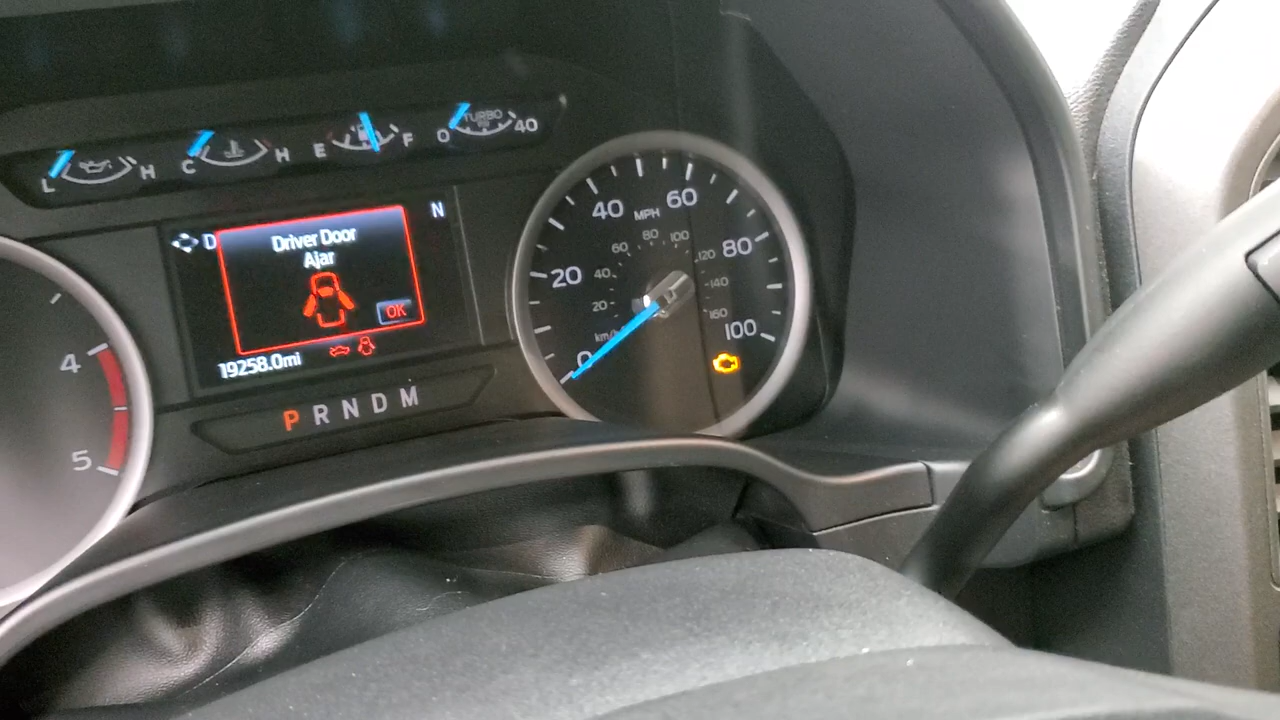 L H C H E F 0 TURBO 40
D
N
Driver Door
Ajar
OK
19258.0mi
P R N D M
4
5
0 20 40 60 80 100
MPH
20 40 60 80 100 120 140 160
km/h